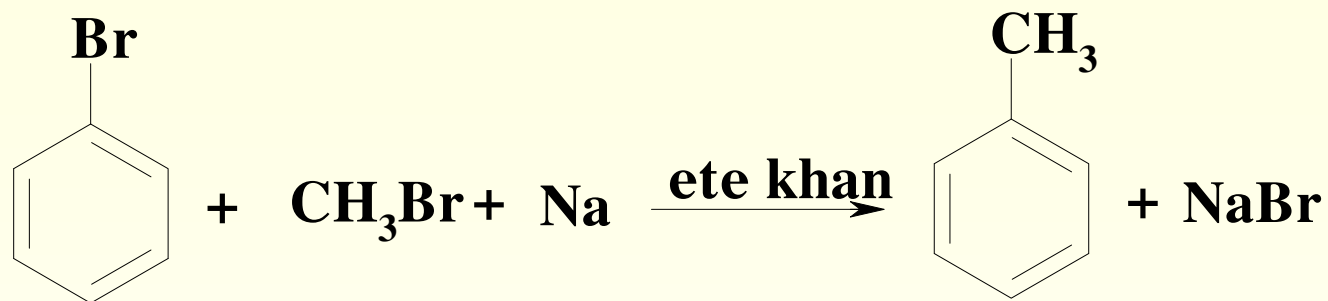 Br CH₃
+ CH₃Br + Na ete khan + NaBr